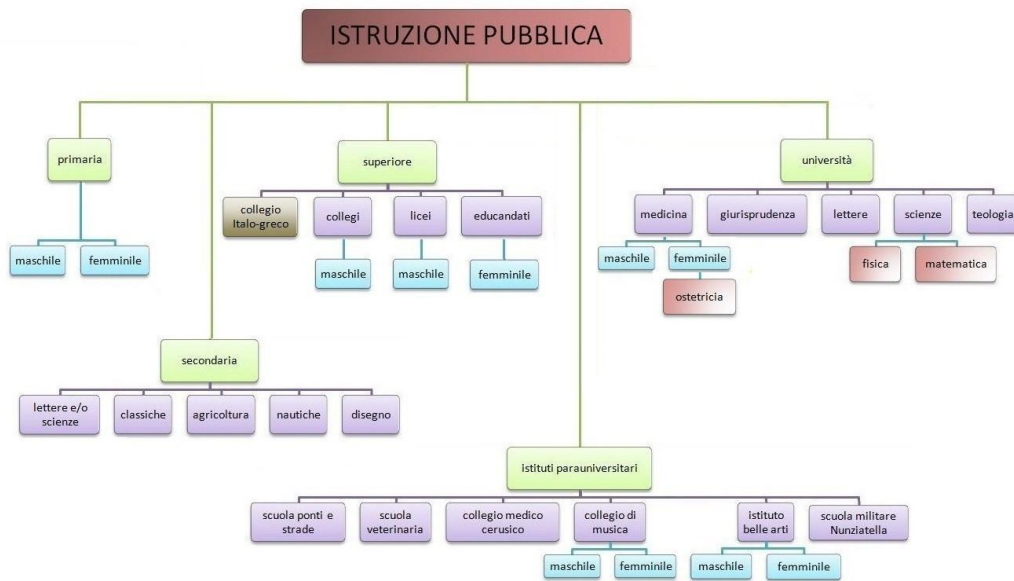 ISTRUZIONE PUBBLICA
primaria
superiore
università
collegio
Italo-greco
collegi
licei
educandati
medicina
giurisprudenza
lettere
scienze
teologia
maschile
femminile
maschile
maschile
femminile
maschile
femminile
fisica
matematica
ostetricia
secondaria
lettere e/o
scienze
classiche
agricoltura
nautiche
disegno
istituti parauniversitari
scuola ponti e
strade
scuola
veterinaria
collegio medico
cerusico
collegio di
musica
istituto
belle arti
scuola militare
Nunziatella
maschile
femminile
maschile
femminile